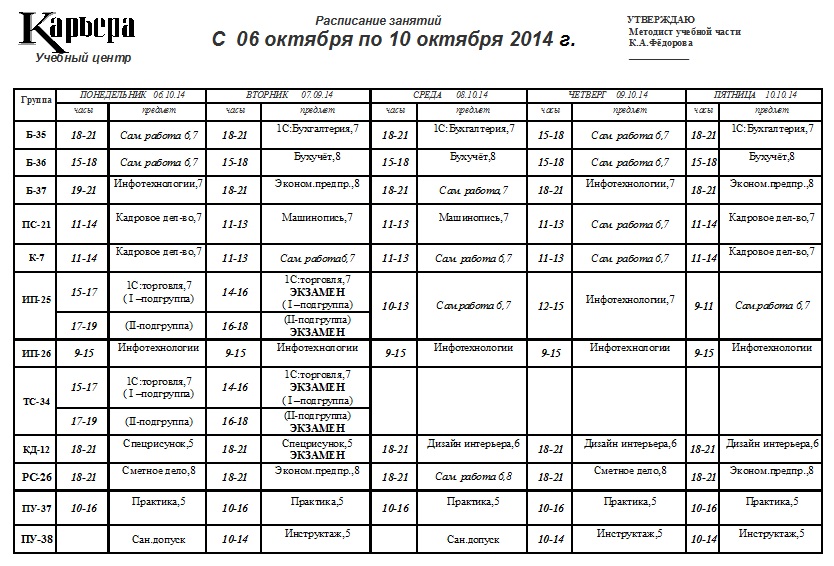 Карьера
Учебный центр
Расписание занятий
С 06 октября по 10 октября 2014 г.
УТВЕРЖДАЮ
Методист учебной части
К.А.Фёдорова
Группа ПОНЕДЕЛЬНИК 06.10.14 ВТОРНИК 07.09.14 СРЕДА 08.10.14 ЧЕТВЕРГ 09.10.14 ПЯТНИЦА 10.10.14
часы предмет часы предмет часы предмет часы предмет часы предмет
Б-35 18-21 Сам. работа 6,7 18-21 1С:Бухгалтерия,7 18-21 1С:Бухгалтерия,7 15-18 Сам. работа 6,7 18-21 1С:Бухгалтерия,7
Б-36 15-18 Сам. работа 6,7 15-18 Бухучёт,8 15-18 Бухучёт,8 15-18 Сам. работа 6,7 15-18 Бухучёт,8
Б-37 19-21 Инфотехнологии,7 18-21 Эконом.предпр.,8 18-21 Сам. работа,7 18-21 Инфотехнологии,7 18-21 Эконом.предпр.,8
ПС-21 11-14 Кадровое дел-во,7 11-13 Машинопись,7 11-13 Машинопись,7 11-13 Сам. работа 6,7 11-14 Кадровое дел-во,7
К-7 11-14 Кадровое дел-во,7 11-13 Сам. работа6,7 11-13 Сам. работа 6,7 11-13 Сам. работа 6,7 11-14 Кадровое дел-во,7
ИП-25 15-17 1С:торговля,7
( I –подгруппа)
14-16 1С:торговля,7
ЭКЗАМЕН
( I –подгруппа)
10-13 Сам.работа 6,7 12-15 Инфотехнологии,7 9-11 Сам.работа 6,7
17-19 (II-подгруппа) 16-18 (II-подгруппа)
ЭКЗАМЕН
ИП-26 9-15 Инфотехнологии 9-15 Инфотехнологии 9-15 Инфотехнологии 9-15 Инфотехнологии 9-15 Инфотехнологии
ТС-34 15-17 1С:торговля,7
( I –подгруппа)
14-16 1С:торговля,7
ЭКЗАМЕН
( I –подгруппа)
17-19 (II-подгруппа) 16-18 (II-подгруппа)
ЭКЗАМЕН
КД-12 18-21 Спецрисунок,5 18-21 Спецрисунок,5
ЭКЗАМЕН
18-21 Дизайн интерьера,6 18-21 Дизайн интерьера,6 18-21 Дизайн интерьера,6
РС-26 18-21 Сметное дело,8 18-21 Эконом.предпр.,8 18-21 Сам. работа 6,8 18-21 Сметное дело,8 18-21 Эконом.предпр.,8
ПУ-37 10-16 Практика,5 10-16 Практика,5 10-16 Практика,5 10-16 Практика,5 10-16 Практика,5
ПУ-38 Сан.допуск 10-14 Инструктаж,5 Сан.допуск 10-14 Инструктаж,5 10-14 Инструктаж,5